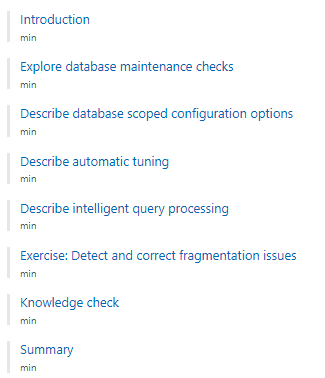 Introduction
min
Explore database maintenance checks
min
Describe database scoped configuration options
min
Describe automatic tuning
min
Describe intelligent query processing
min
Exercise: Detect and correct fragmentation issues
min
Knowledge check
min
Summary
min